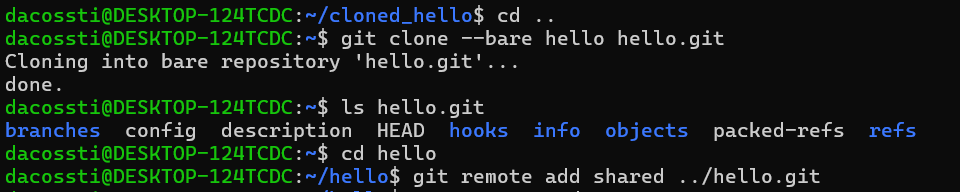 dacossti@DESKTOP-124TCDC:~/cloned_hello$ cd ..
dacossti@DESKTOP-124TCDC:~$ git clone --bare hello hello.git
Cloning into bare repository 'hello.git'...
done.
dacossti@DESKTOP-124TCDC:~$ ls hello.git
branches config description HEAD hooks info objects packed-refs refs
dacossti@DESKTOP-124TCDC:~$ cd hello
dacossti@DESKTOP-124TCDC:~/hello$ git remote add shared ../hello.git